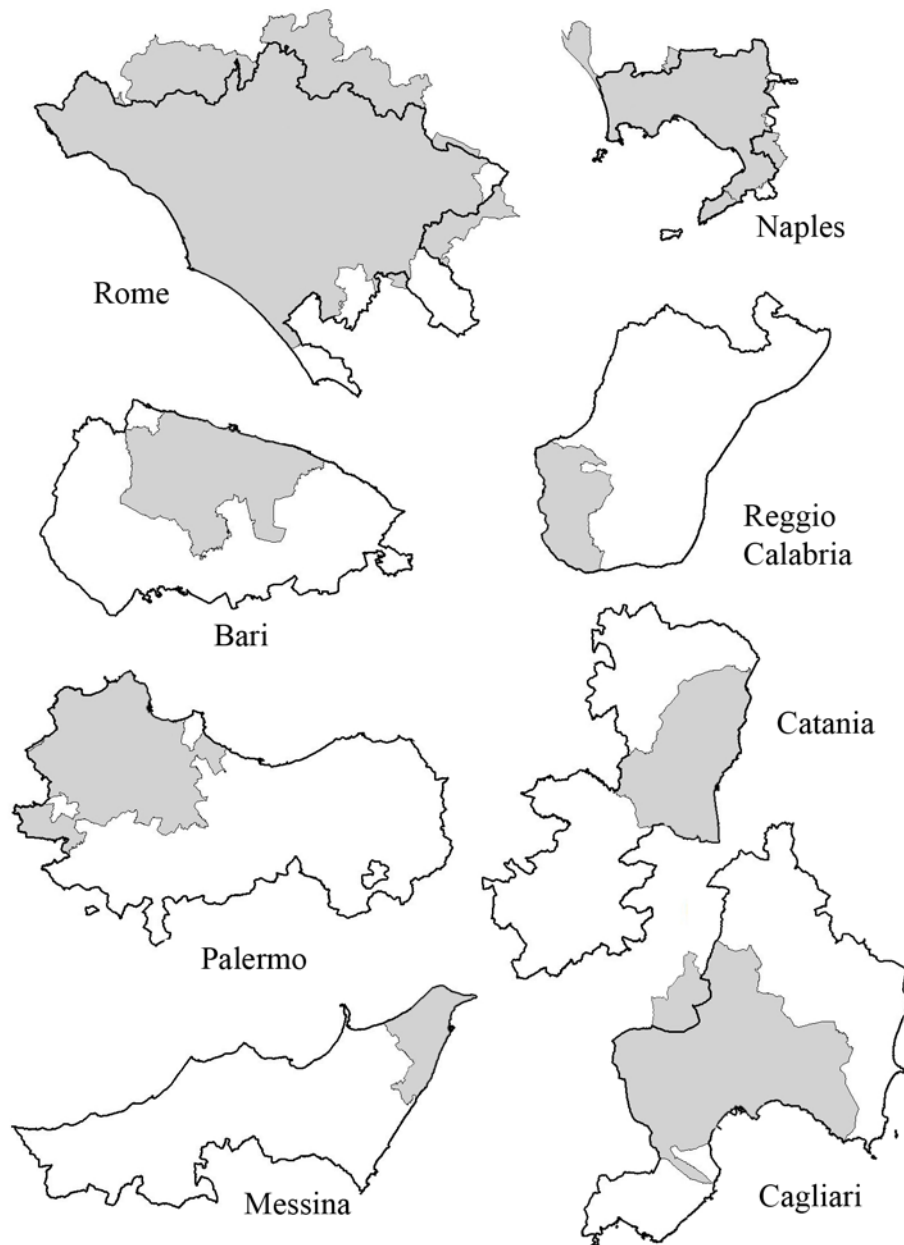 Naples
Rome
Reggio
Calabria
Bari
Catania
Palermo
Messina
Cagliari